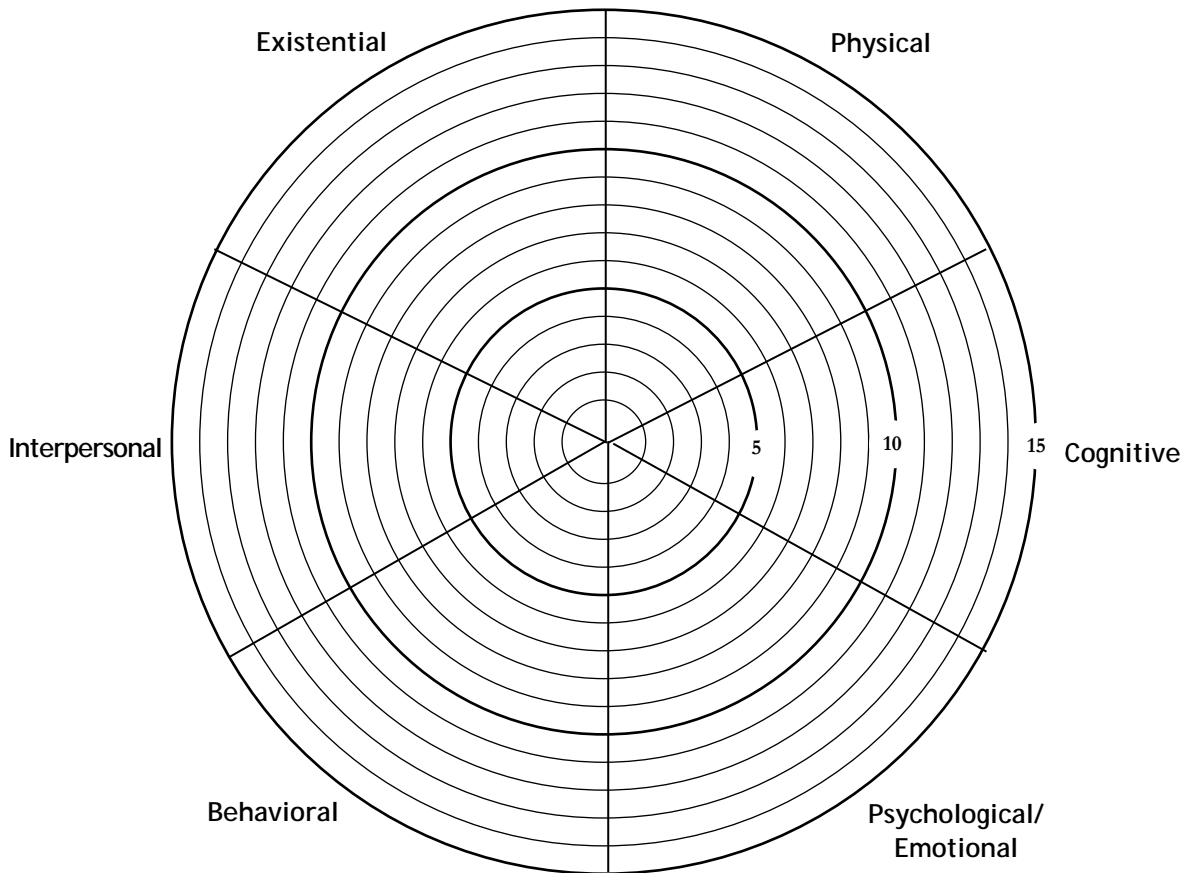 Existential
Physical
Interpersonal
5
10
15
Cognitive
Behavioral
Psychological/
Emotional